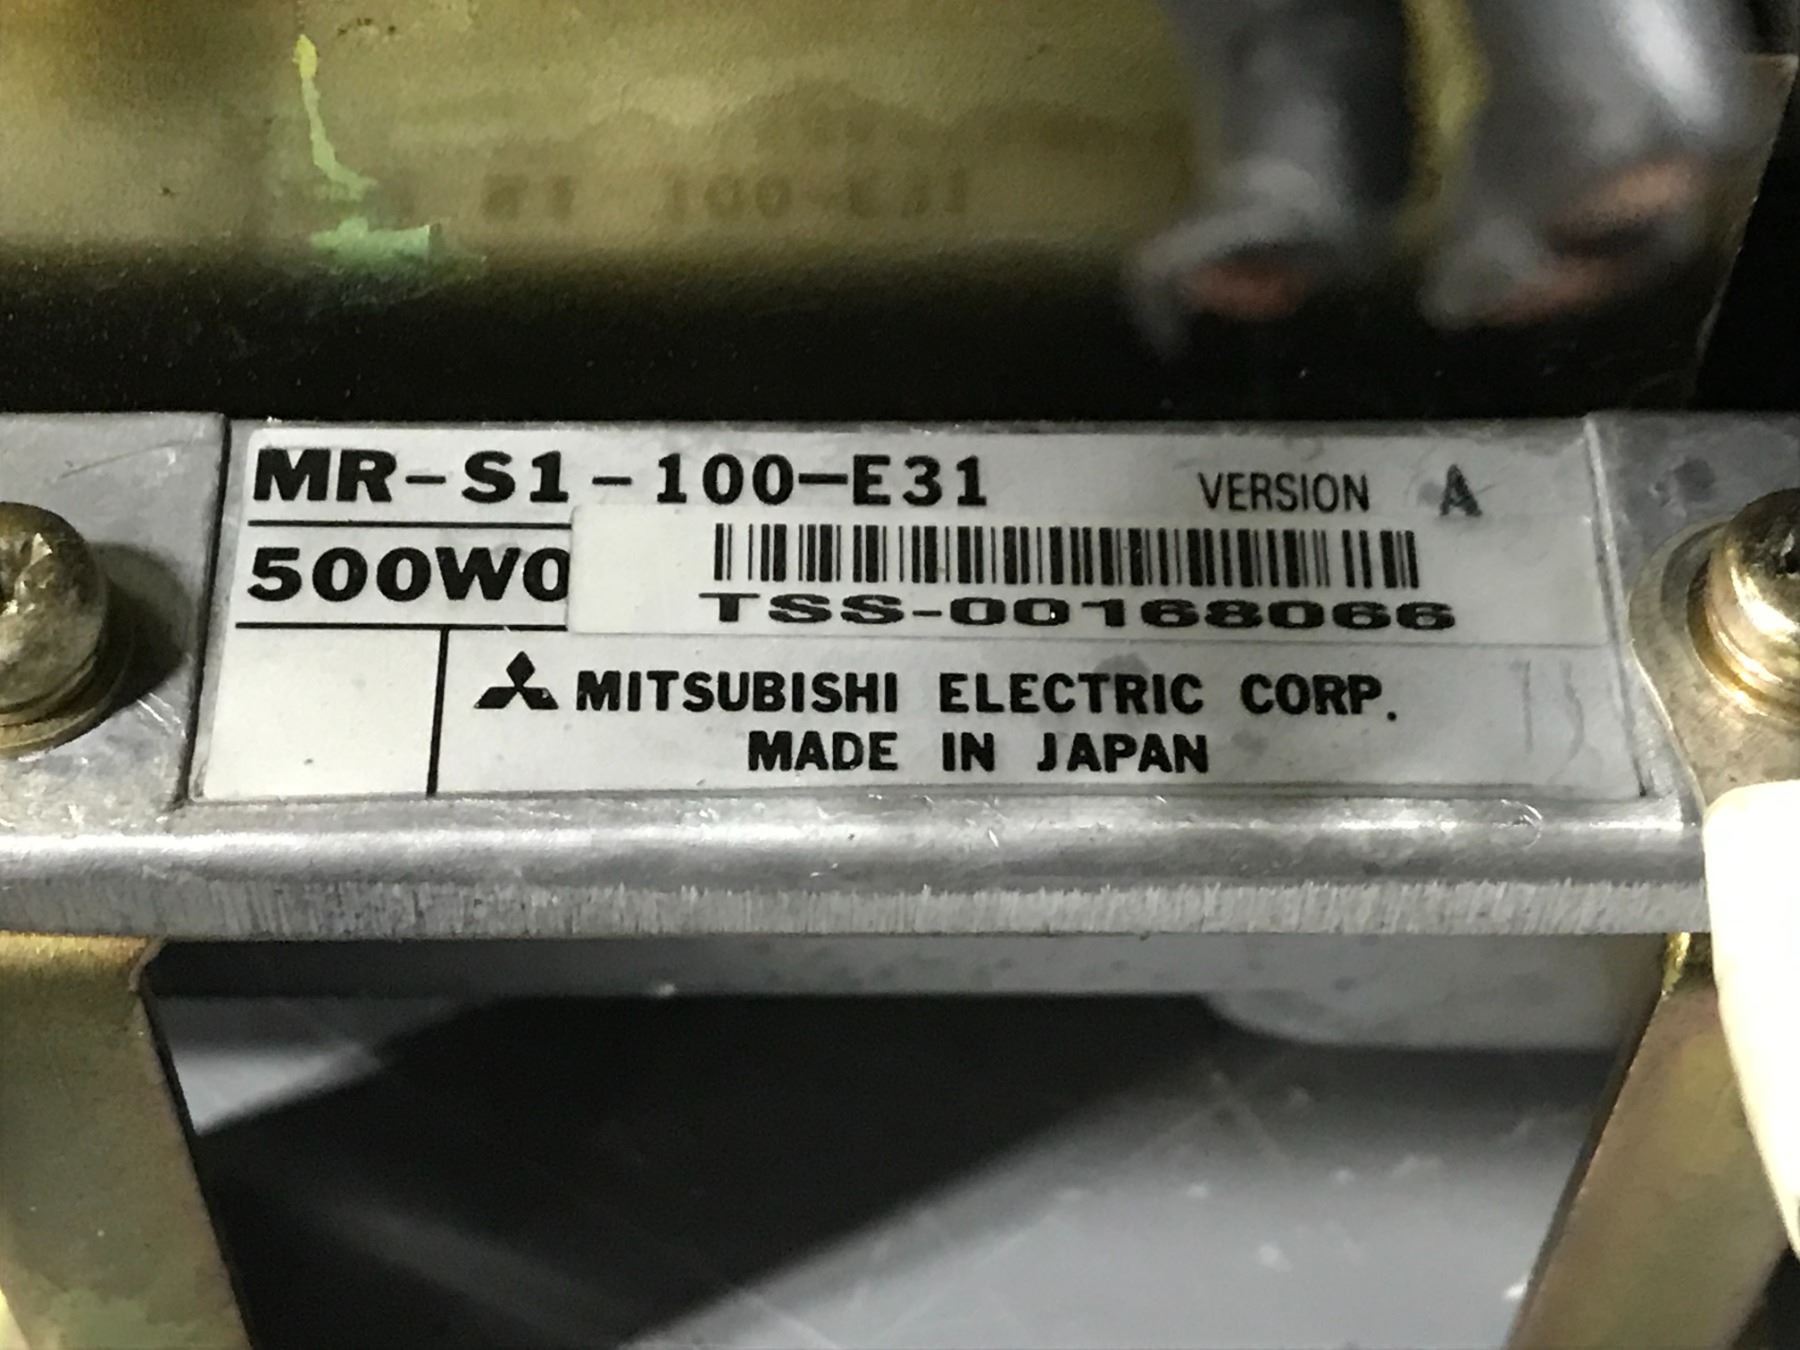 MR-S1-100-E31 VERSION A
500W0
TSS-00168066
MITSUBISHI ELECTRIC CORP.
MADE IN JAPAN